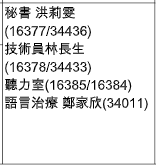 秘書 洪莉雯
(16377/34436)
技術員林長生
(16378/34433)
聽力室(16385/16384)
語言治療 鄭家欣(34011)